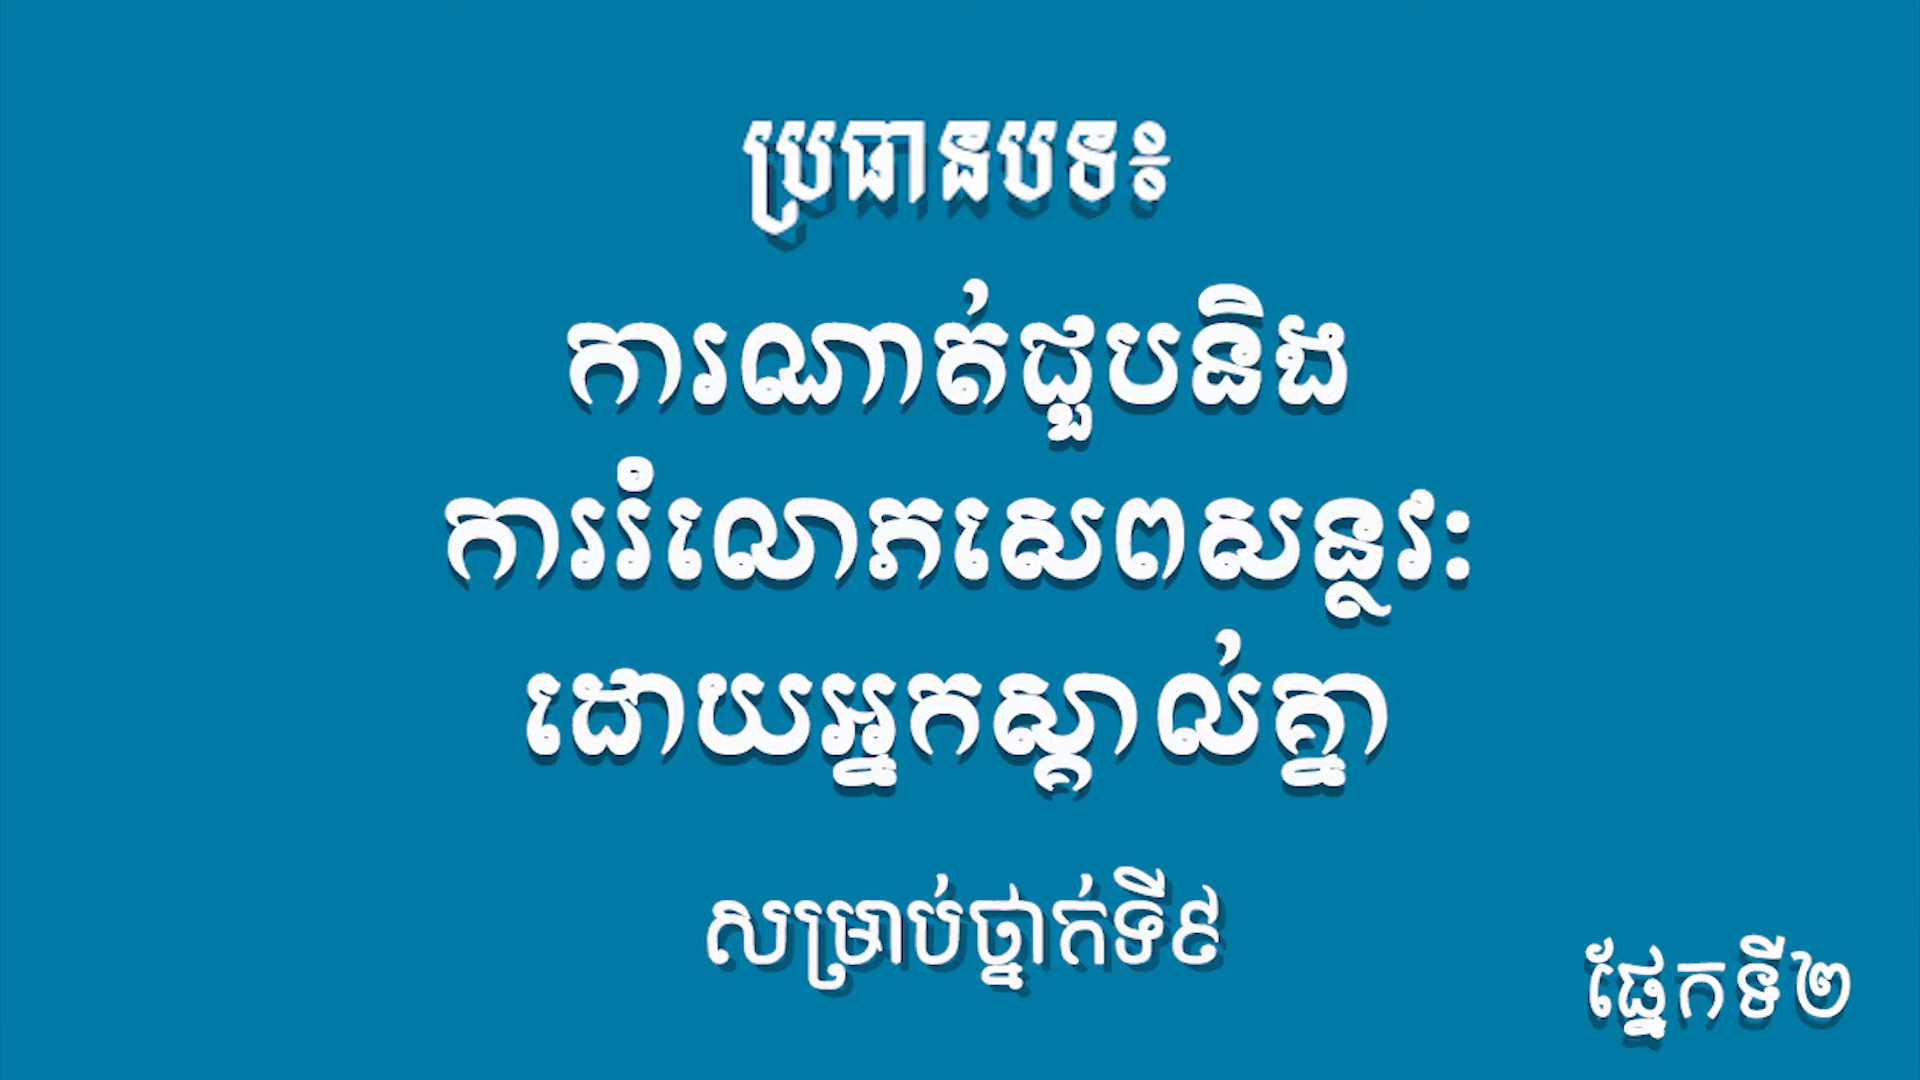 ប្រធានបទ៖
ការណាត់ជួបនិង
ការរំលោភសេពសន្ថវៈ
ដោយអ្នកស្គាល់គ្នា
សម្រាប់ថ្នាក់ទី៩
ផ្នែកទី២